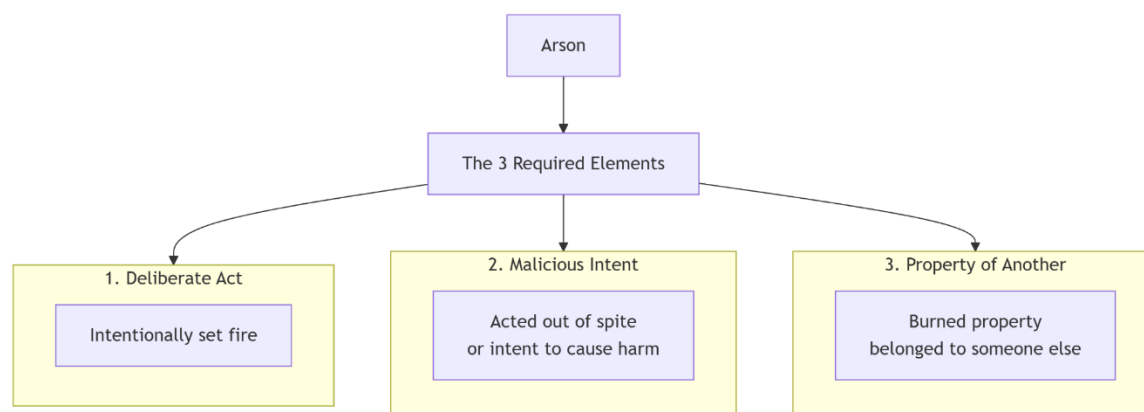 Arson
The 3 Required Elements
1. Deliberate Act
Intentionally set fire
2. Malicious Intent
Acted out of spite
or intent to cause harm
3. Property of Another
Burned property
belonged to someone else